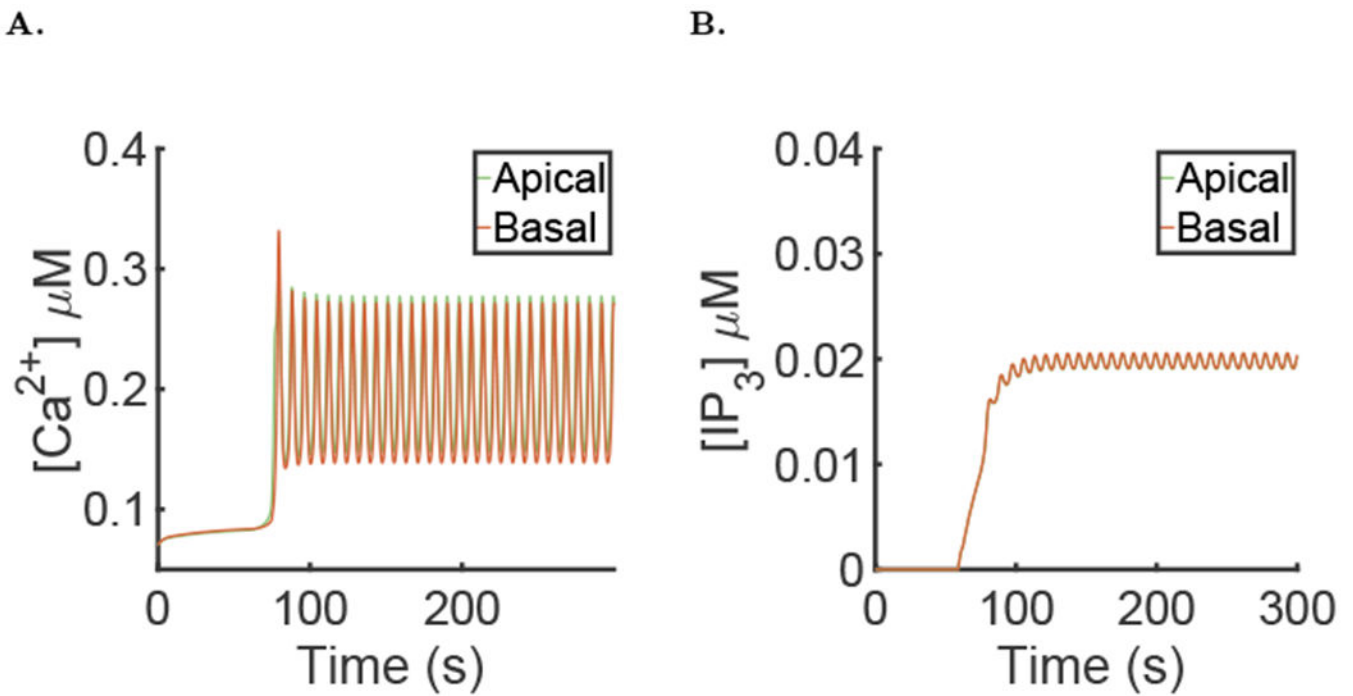 A.
B.
0.4
0.3
0.2
0.1
[Ca2+] μM
Apical
Basal
0
100
200
Time (s)
0.04
0.03
0.02
0.01
0
[IP3] μM
Apical
Basal
0
100
200
300
Time (s)